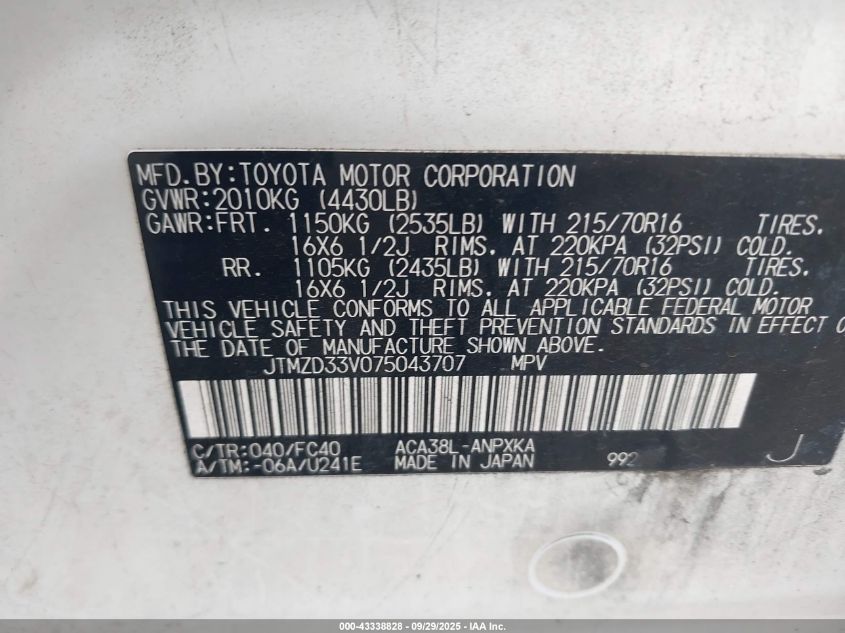 MFD.BY:TOYOTA MOTOR CORPORATION
GVWR:2010KG (4430LB)
GAWR:FRT. 1150KG (2535LB) WITH 215/70R16 TIRES.
16X6 1/2J RIMS. AT 220KPA (32PSI) COLD.
RR. 1105KG (2435LB) WITH 215/70R16 TIRES.
16X6 1/2J RIMS. AT 220KPA (32PSI) COLD.
THIS VEHICLE CONFORMS TO ALL APPLICABLE FEDERAL MOTOR
VEHICLE SAFETY AND THEFT PREVENTION STANDARDS IN EFFECT O
THE DATE OF MANUFACTURE SHOWN ABOVE.
JTMZD33V075043707 MPV
C/TR:040/FC40 ACA38L-ANPXKA
A/TM:-06A/U241E MADE IN JAPAN 992 J
000-43338828 - 09/29/2025 - IAA Inc.